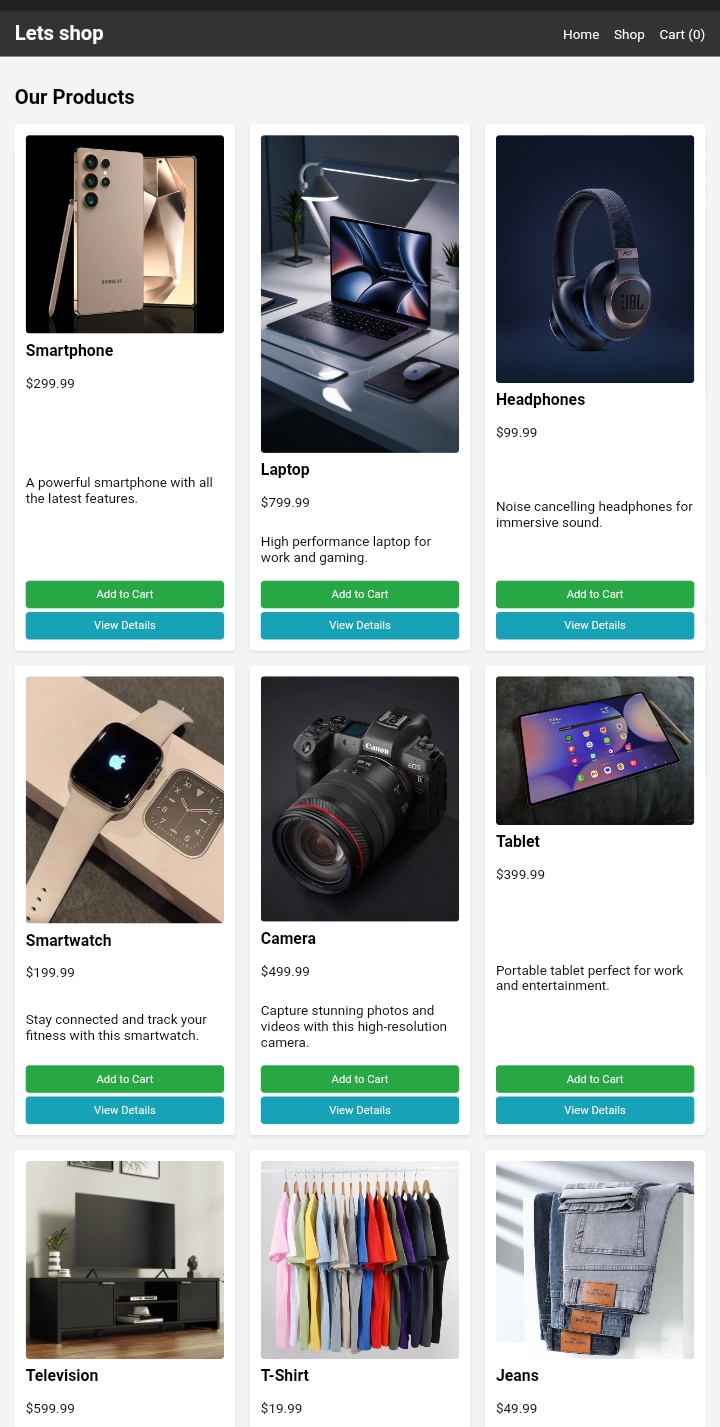 Lets shop
Home Shop Cart (0)
Our Products
SAMSUNG
Smartphone
$299.99
A powerful smartphone with all
the latest features.
Add to Cart
View Details
Laptop
$799.99
High performance laptop for
work and gaming.
Add to Cart
View Details
JBL
Headphones
$99.99
Noise cancelling headphones for
immersive sound.
Add to Cart
View Details
Smartwatch
$199.99
Stay connected and track your
fitness with this smartwatch.
Add to Cart
View Details
Canon
EOS
R
Camera
$499.99
Capture stunning photos and
videos with this high-resolution
camera.
Add to Cart
View Details
Tablet
$399.99
Portable tablet perfect for work
and entertainment.
Add to Cart
View Details
Television
$599.99
T-Shirt
$19.99
Jeans
$49.99